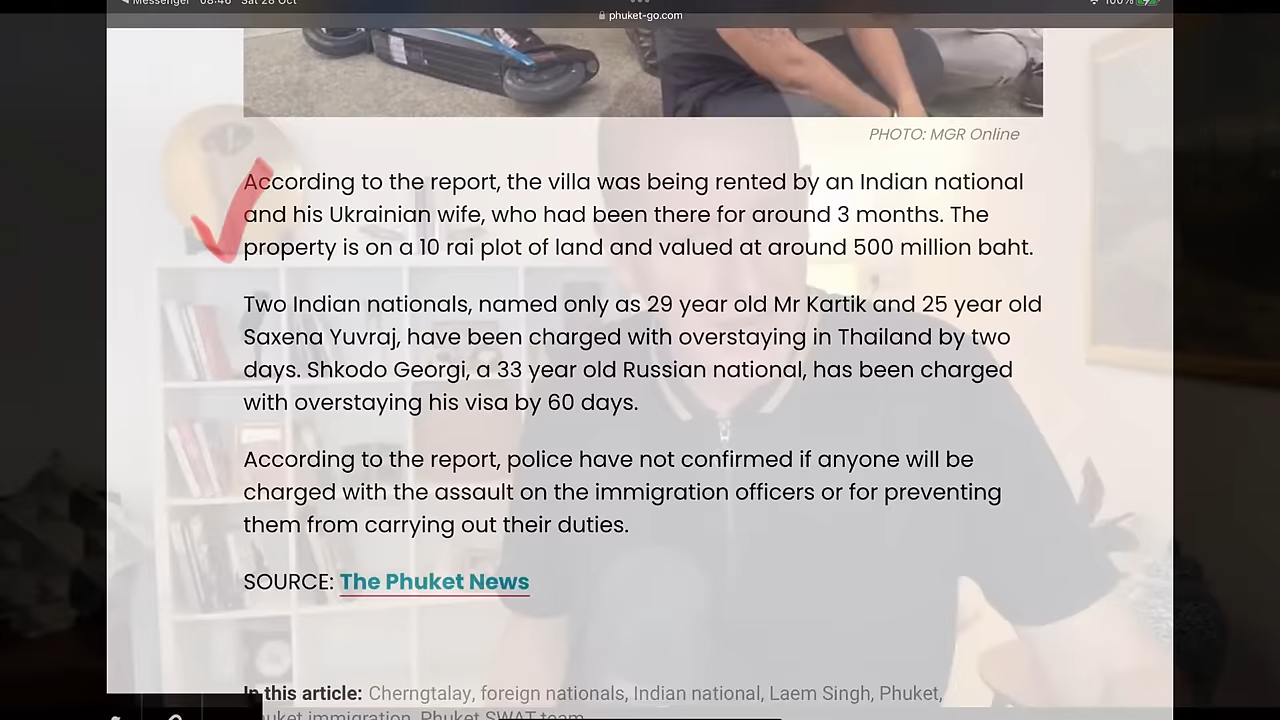 Messenger 08:46 Sat 28 Oct
100%
phuket-go.com
PHOTO: MGR Online
According to the report, the villa was being rented by an Indian national
and his Ukrainian wife, who had been there for around 3 months. The
property is on a 10 rai plot of land and valued at around 500 million baht.
Two Indian nationals, named only as 29 year old Mr Kartik and 25 year old
Saxena Yuvraj, have been charged with overstaying in Thailand by two
days. Shkodo Georgi, a 33 year old Russian national, has been charged
with overstaying his visa by 60 days.
According to the report, police have not confirmed if anyone will be
charged with the assault on the immigration officers or for preventing
them from carrying out their duties.
SOURCE: The Phuket News
In this article: Cherngtalay, foreign nationals, Indian national, Laem Singh, Phuket,
immigration, Phuket SWAT team